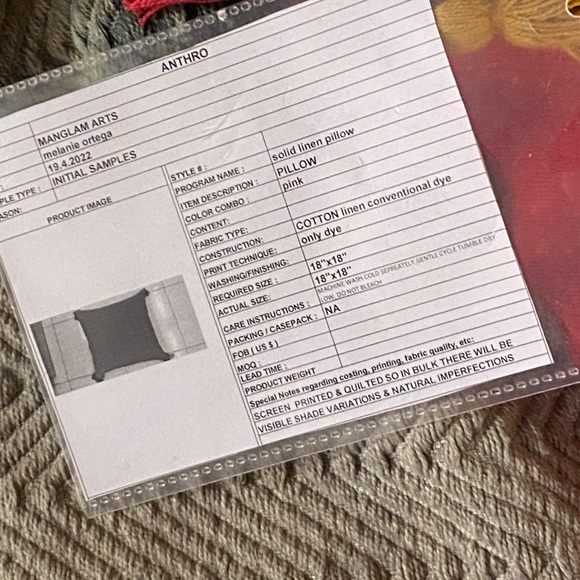 ANTHRO
MANGLAM ARTS
melanie ortega
19.4.2022
PLE TYPE : INITIAL SAMPLES
ASON:
PRODUCT IMAGE
STYLE # :
PROGRAM NAME : solid linen pillow
ITEM DESCRIPTION : PILLOW
COLOR COMBO : pink
CONTENT:
FABRIC TYPE: COTTON linen conventional dye
CONSTRUCTION: only dye
PRINT TECHNIQUE:
WASHING/FINISHING:
REQUIRED SIZE : 18"x18"
ACTUAL SIZE: 18"x18"
CARE INSTRUCTIONS : MACHINE WASH COLD SEPREATELY,GENTLE CYCLE TUMBLE DRY
LOW, DO NOT BLEACH
PACKING / CASEPACK : NA
FOB ( US $ )
MOQ :
LEAD TIME :
PRODUCT WEIGHT
Special Notes regarding costing, printing, fabric quality, etc:
SCREEN PRINTED & QUILTED SO IN BULK THERE WILL BE
VISIBLE SHADE VARIATIONS & NATURAL IMPERFECTIONS